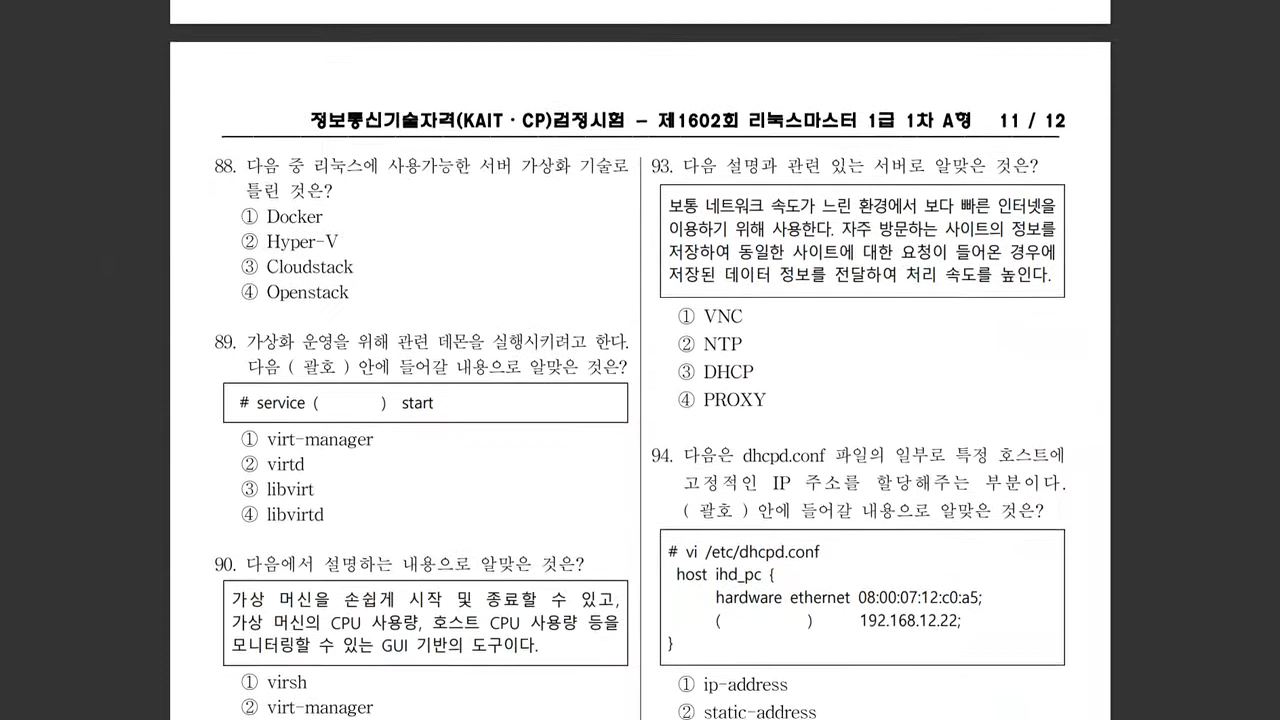 정보통신기술자격(KAIT · CP)검정시험 - 제1602회 리눅스마스터 1급 1차 A형 11 / 12
88. 다음 중 리눅스에 사용가능한 서버 가상화 기술로
틀린 것은?
① Docker
② Hyper-V
③ Cloudstack
④ Openstack
89. 가상화 운영을 위해 관련 데몬을 실행시키려고 한다.
다음 ( 괄호 ) 안에 들어갈 내용으로 알맞은 것은?
# service ( ) start
① virt-manager
② virtd
③ libvirt
④ libvirtd
90. 다음에서 설명하는 내용으로 알맞은 것은?
가상 머신을 손쉽게 시작 및 종료할 수 있고,
가상 머신의 CPU 사용량, 호스트 CPU 사용량 등을
모니터링할 수 있는 GUI 기반의 도구이다.
① virsh
② virt-manager
93. 다음 설명과 관련 있는 서버로 알맞은 것은?
보통 네트워크 속도가 느린 환경에서 보다 빠른 인터넷을
이용하기 위해 사용한다. 자주 방문하는 사이트의 정보를
저장하여 동일한 사이트에 대한 요청이 들어온 경우에
저장된 데이터 정보를 전달하여 처리 속도를 높인다.
① VNC
② NTP
③ DHCP
④ PROXY
94. 다음은 dhcpd.conf 파일의 일부로 특정 호스트에
고정적인 IP 주소를 할당해주는 부분이다.
( 괄호 ) 안에 들어갈 내용으로 알맞은 것은?
# vi /etc/dhcpd.conf
host ihd_pc {
hardware ethernet 08:00:07:12:c0:a5;
( ) 192.168.12.22;
}
① ip-address
② static-address